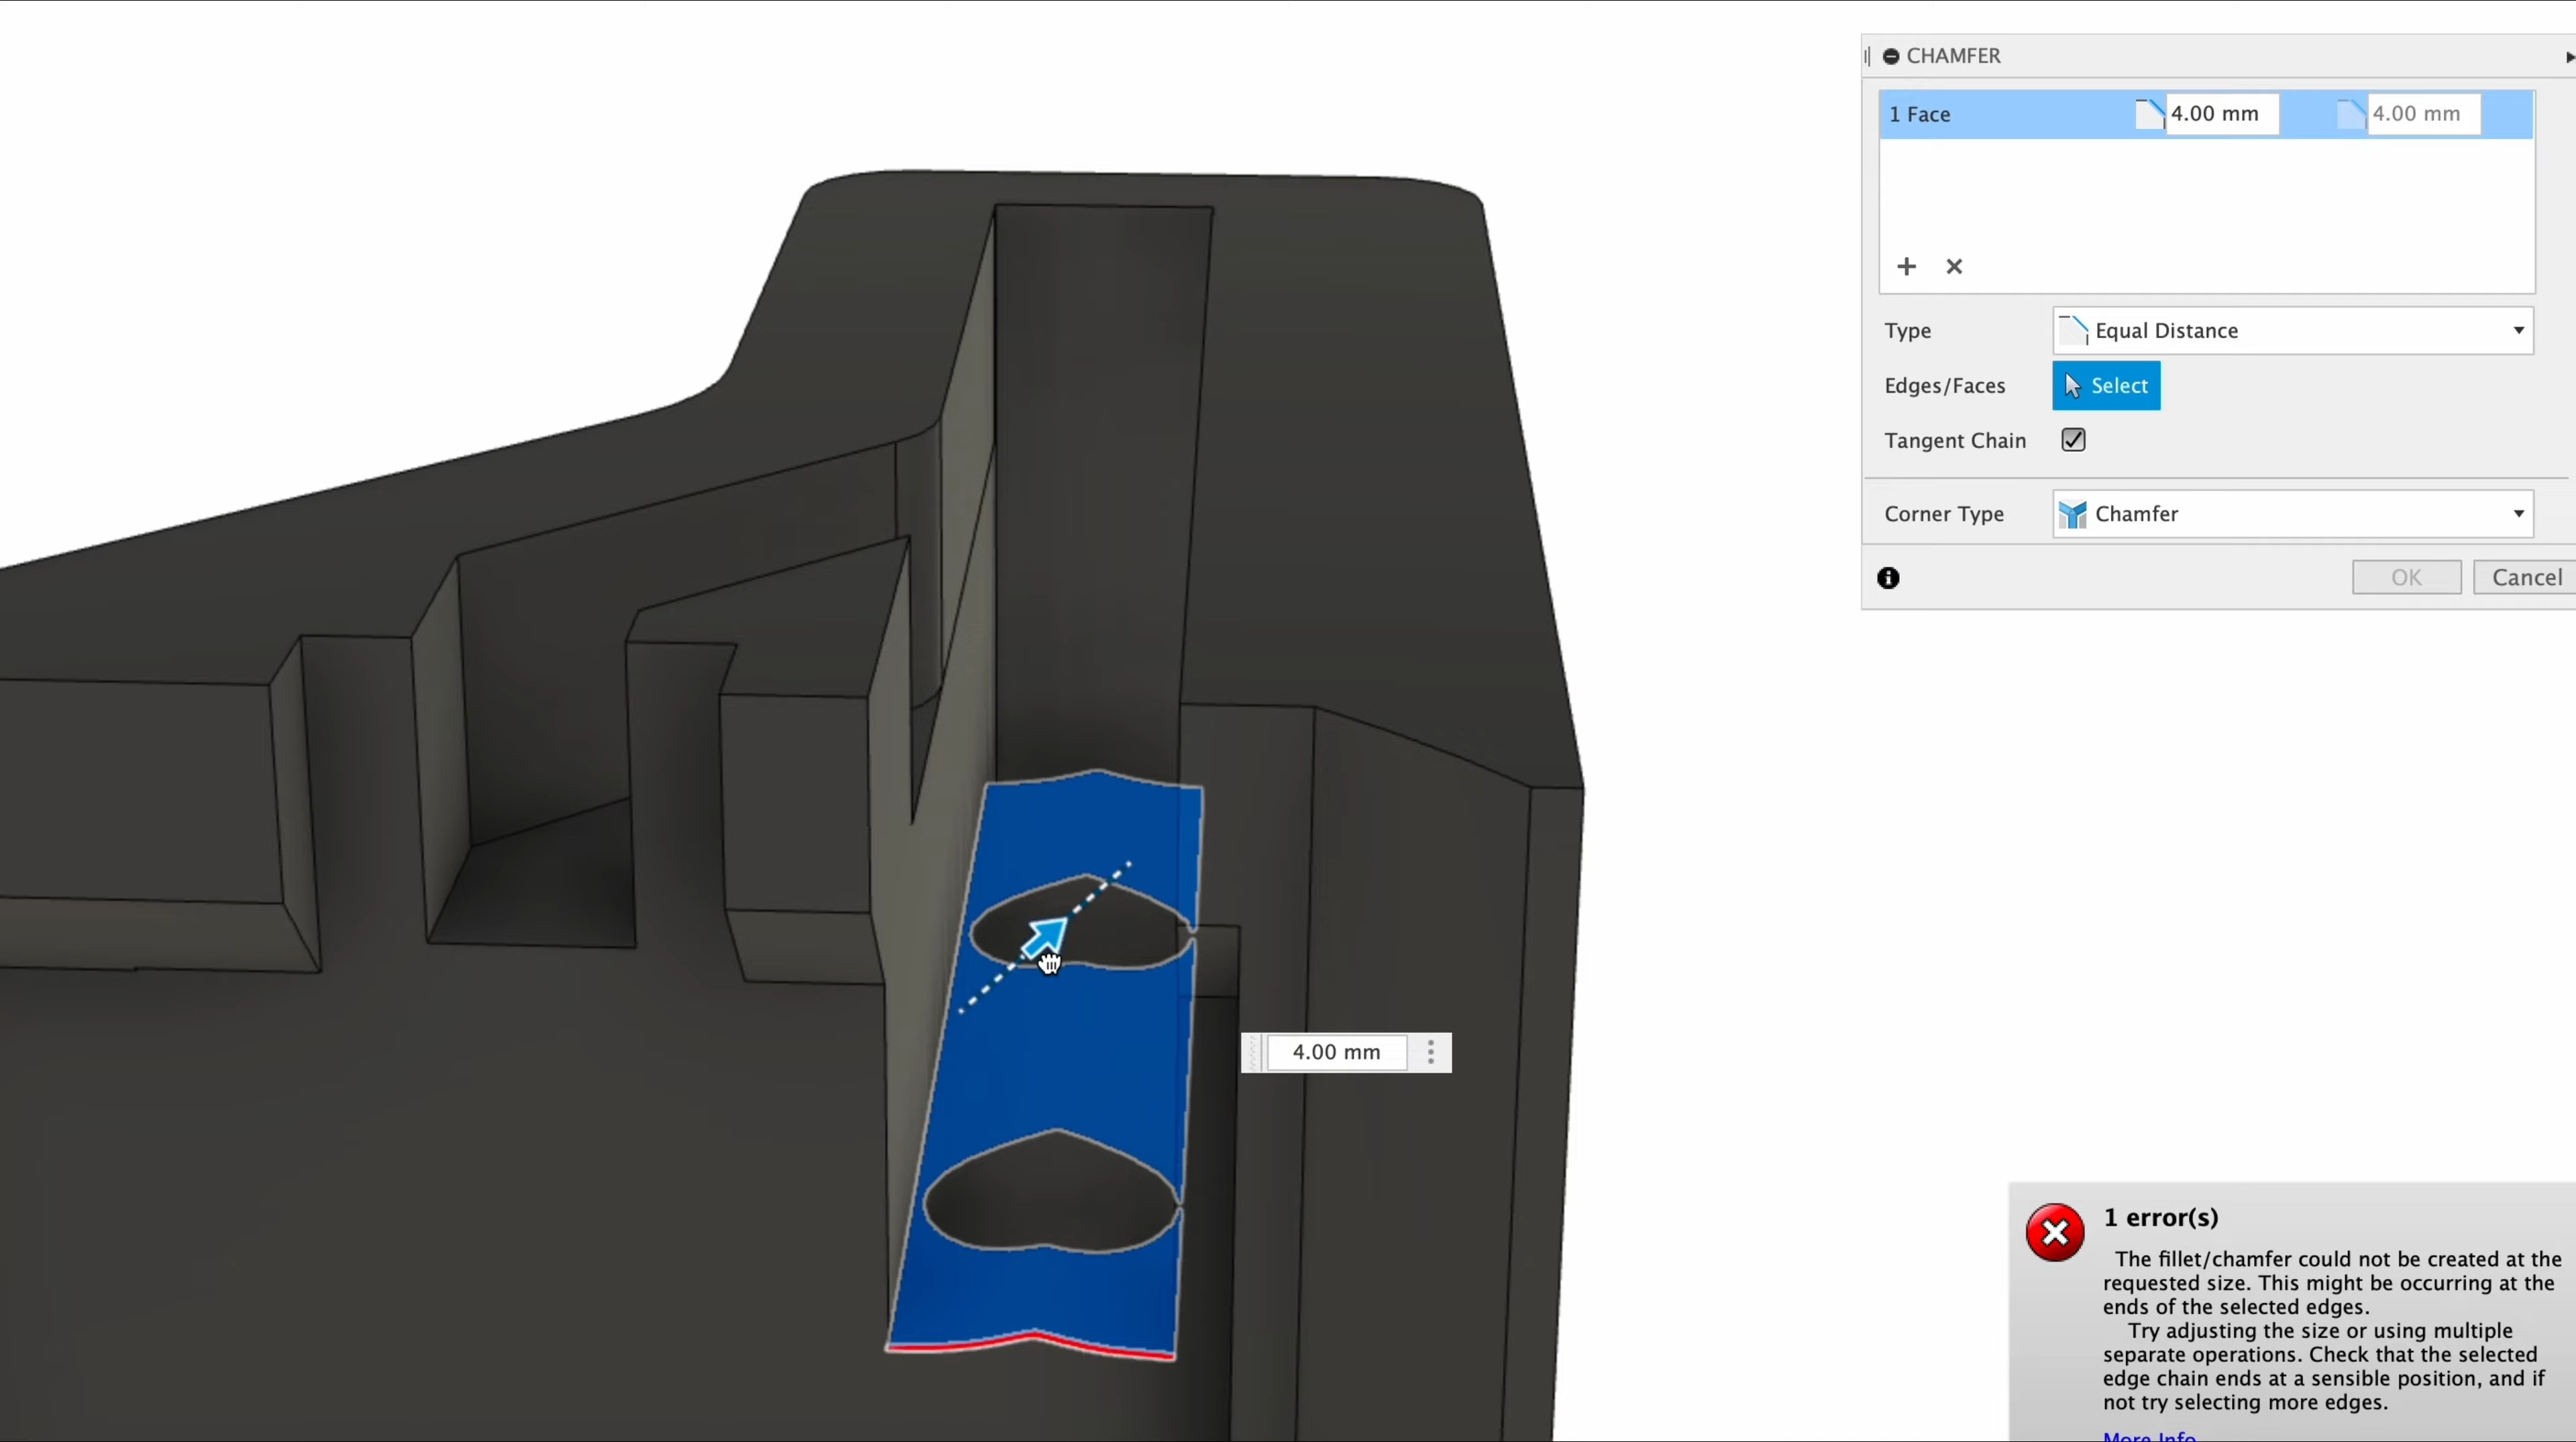 CHAMFER
1 Face 4.00 mm 4.00 mm
Type Equal Distance
Edges/Faces Select
Tangent Chain
Corner Type Chamfer
OK Cancel
4.00 mm
1 error(s)
The fillet/chamfer could not be created at the
requested size. This might be occurring at the
ends of the selected edges.
Try adjusting the size or using multiple
separate operations. Check that the selected
edge chain ends at a sensible position, and if
not try selecting more edges.
More Info